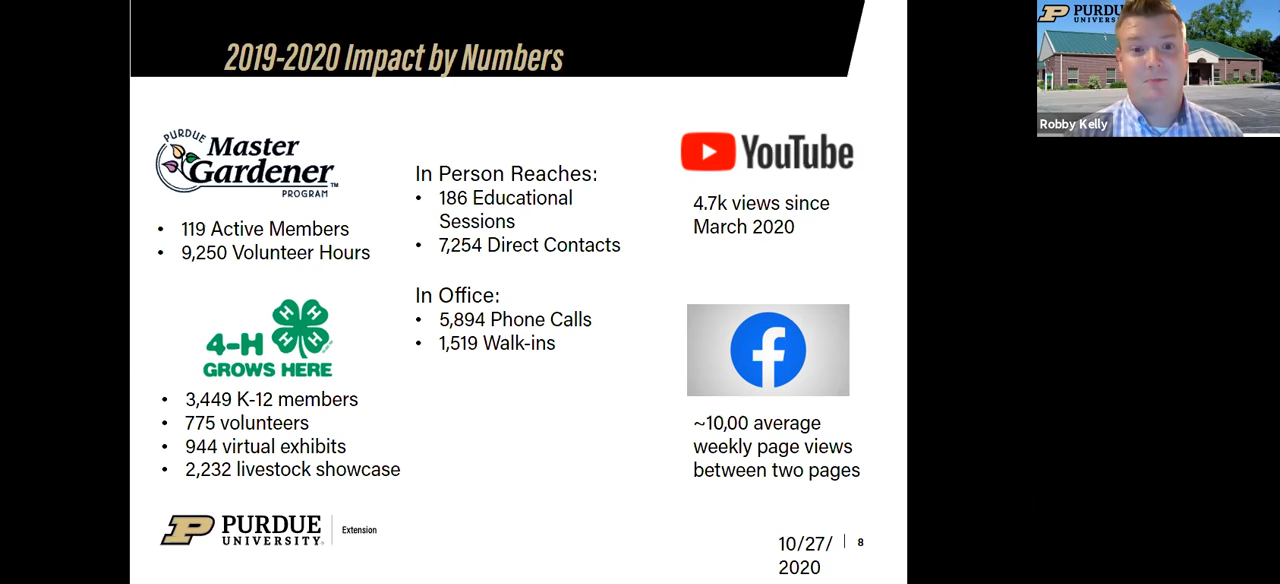 2019-2020 Impact by Numbers
PURDUE
Master
Gardener™
PROGRAM
• 119 Active Members
• 9,250 Volunteer Hours
H H
H H
4-H
GROWS HERE
• 3,449 K-12 members
• 775 volunteers
• 944 virtual exhibits
• 2,232 livestock showcase
In Person Reaches:
• 186 Educational
Sessions
• 7,254 Direct Contacts
In Office:
• 5,894 Phone Calls
• 1,519 Walk-ins
YouTube
4.7k views since
March 2020
f
~10,00 average
weekly page views
between two pages
P PURDUE
UNIVERSITY®
Extension
10/27/
2020
8
P PURDU
UNIVERS
Robby Kelly